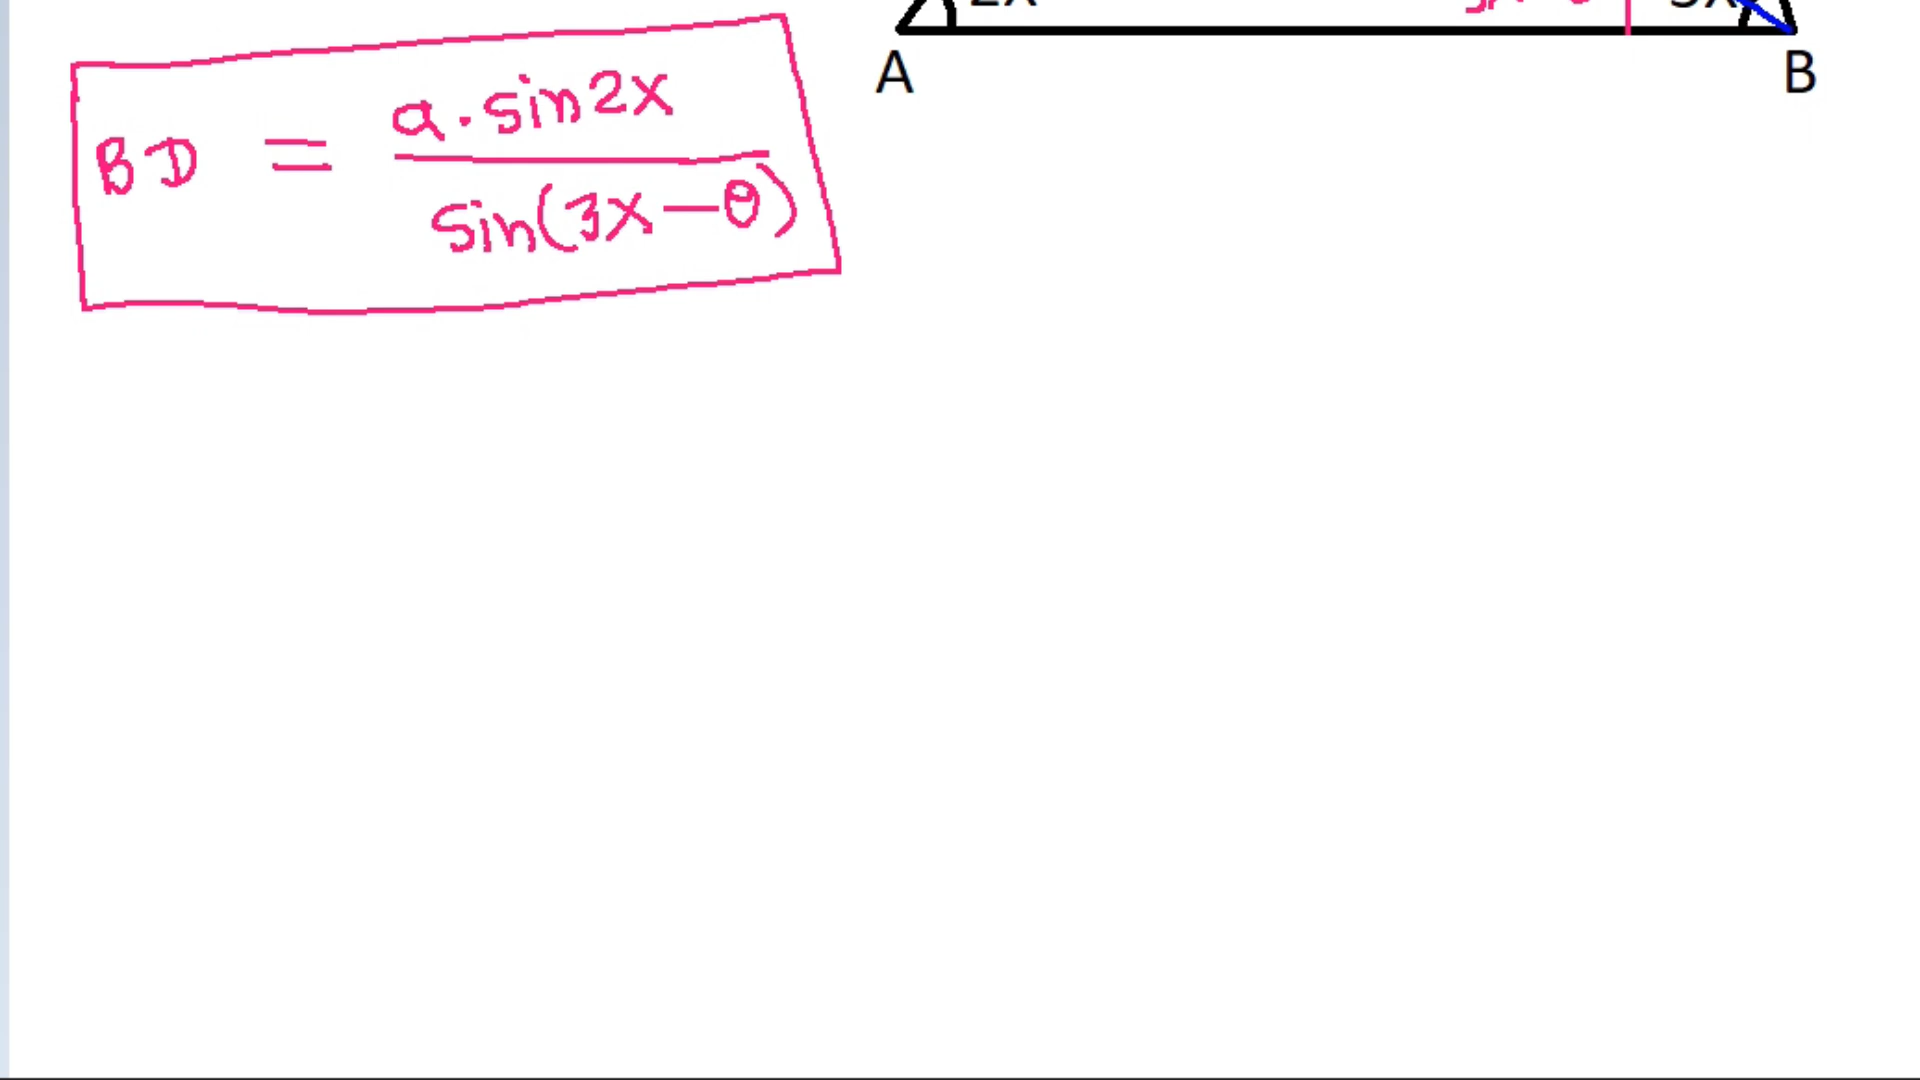 A B
BD = a·sin2x / sin(3x−θ)